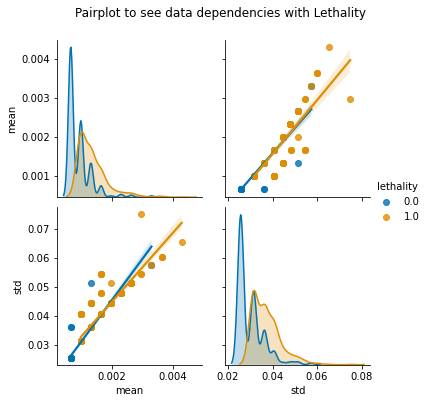 Pairplot to see data dependencies with Lethality
0.004
0.003
0.002
0.001
mean
lethality
0.0
1.0
0.07
0.06
0.05
0.04
0.03
std
0.002
0.004
mean
0.02
0.04
0.06
0.08
std